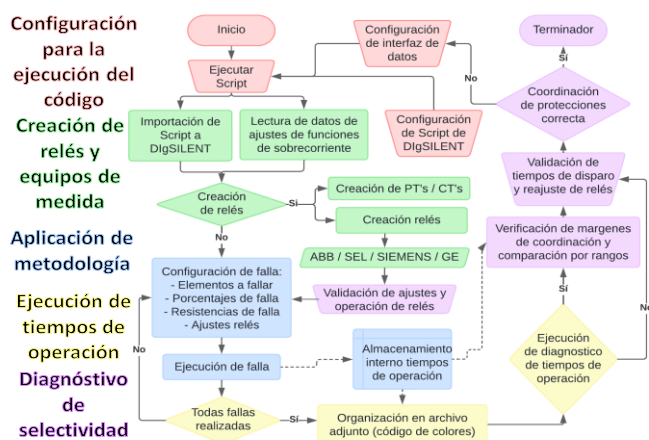 Configuración
para la
ejecución del
código
Creación de
relés y
equipos de
medida
Aplicación de
metodología
Ejecución de
tiempos de
operación
Diagnóstivo
de
selectividad
Inicio
Ejecutar
Script
Configuración
de interfaz de
datos
Configuración
de Script de
DIgSILENT
Importación de
Script a
DIgSILENT
Lectura de datos de
ajustes de funciones
de sobrecorriente
Creación
de relés
Sí
No
Creación de PT's / CT's
Creación relés
ABB / SEL / SIEMENS / GE
Validación de ajustes y
operación de relés
Configuración de falla:
- Elementos a fallar
- Porcentajes de falla
- Resistencias de falla
- Ajustes relés
Ejecución de falla
Almacenamiento
interno tiempos
de operación
Todas fallas
realizadas
No
Sí
Organización en archivo
adjunto (código de colores)
Ejecución
de diagnostico
de tiempos de
operación
Sí
No
Verificación de margenes
de coordinación y
comparación por rangos
Validación de
tiempos de disparo
y reajuste de relés
Coordinación
de protecciones
correcta
No
Sí
Terminador